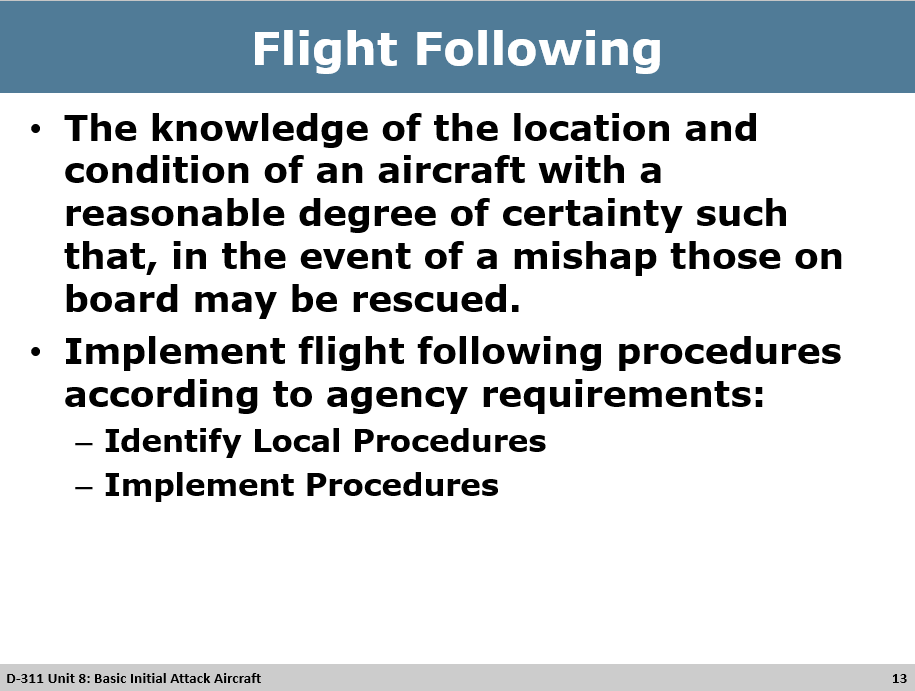 Flight Following
• The knowledge of the location and
condition of an aircraft with a
reasonable degree of certainty such
that, in the event of a mishap those on
board may be rescued.
• Implement flight following procedures
according to agency requirements:
– Identify Local Procedures
– Implement Procedures
D-311 Unit 8: Basic Initial Attack Aircraft 13